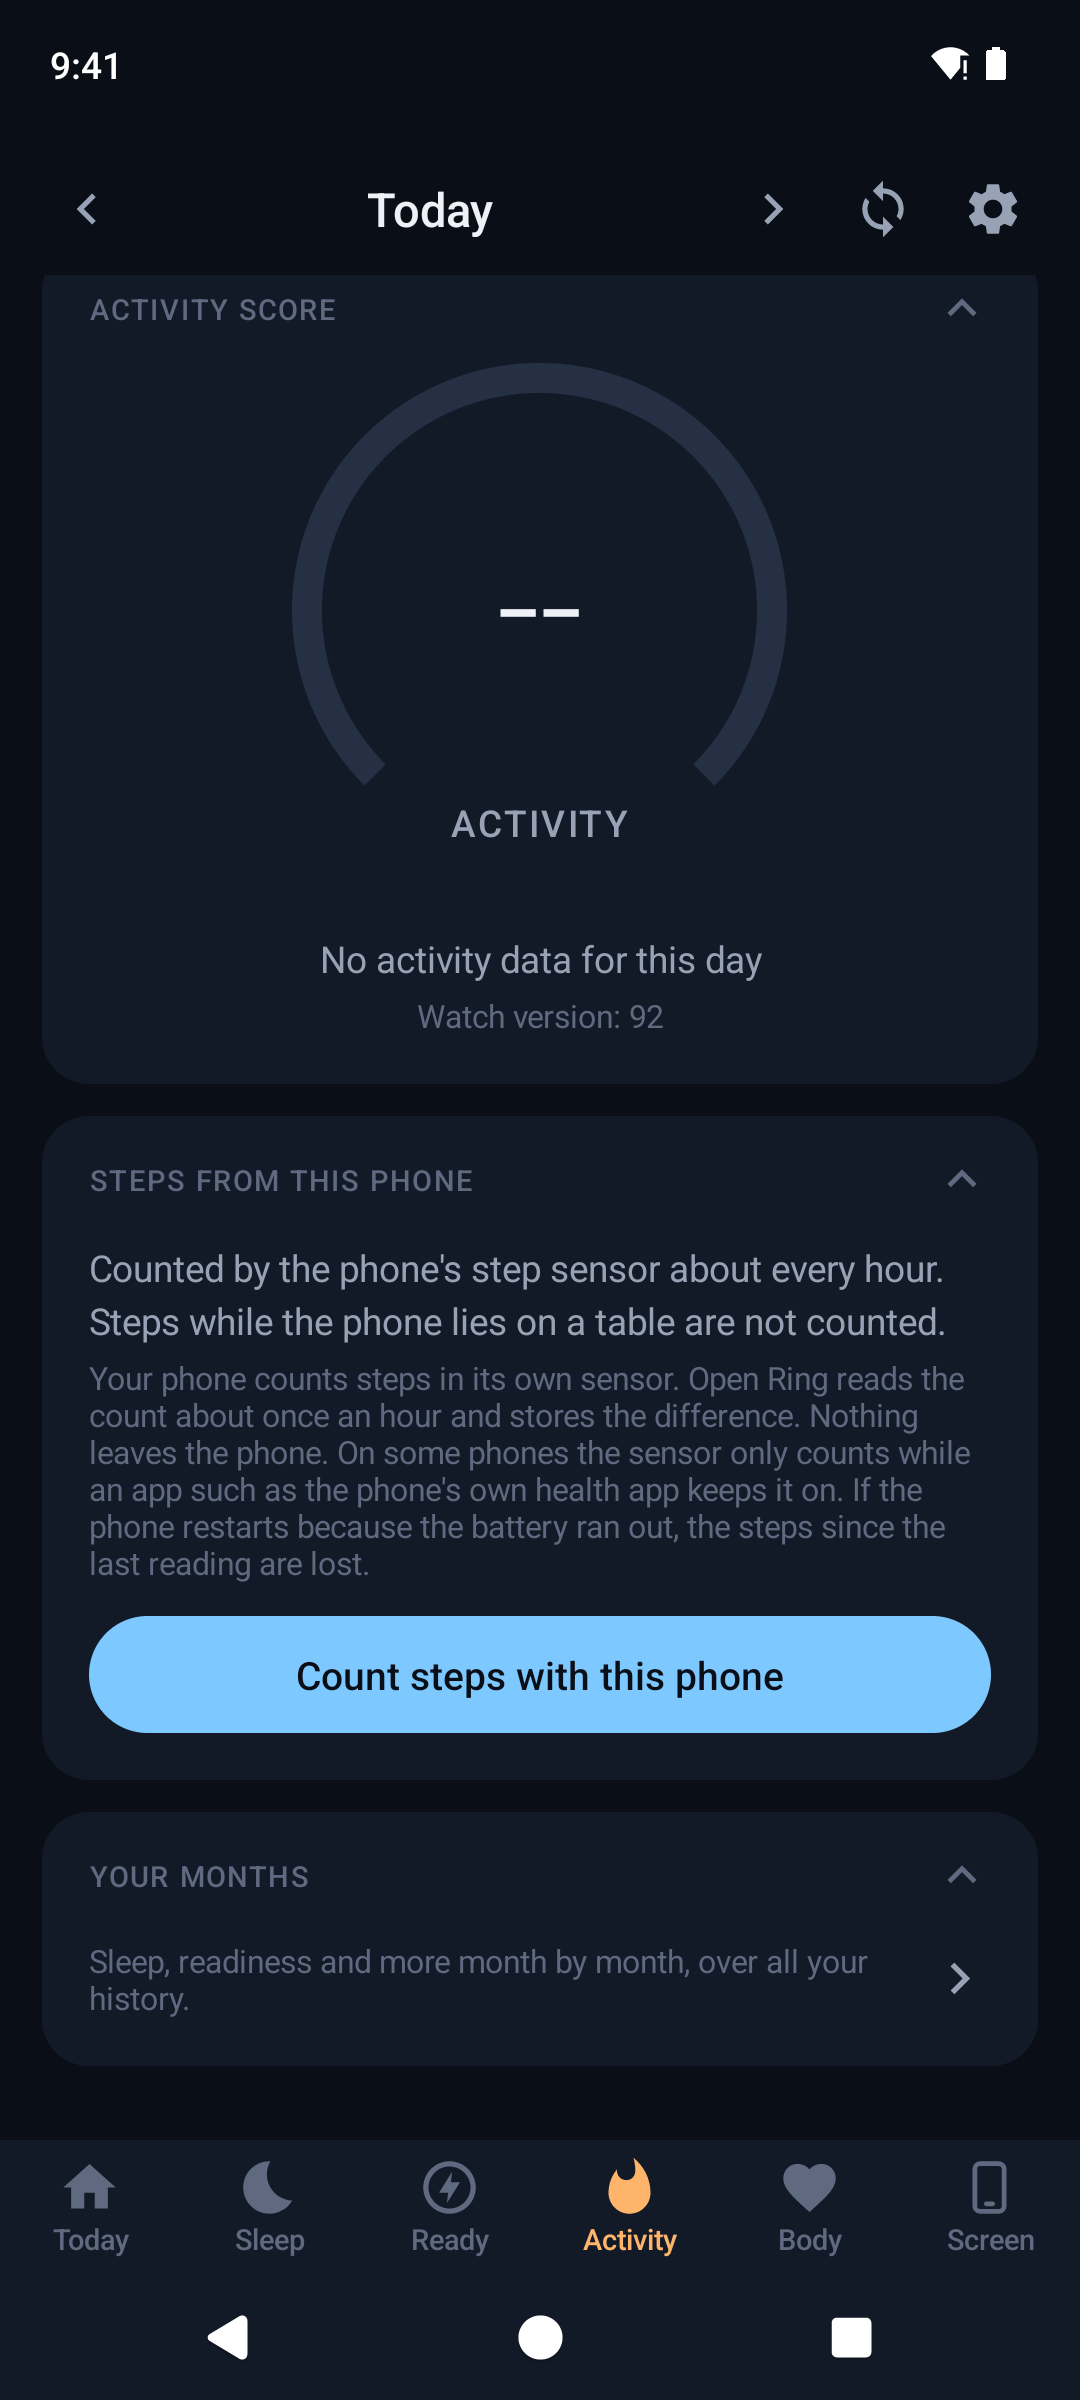 9:41
Today
ACTIVITY SCORE
--
ACTIVITY
No activity data for this day
Watch version: 92
STEPS FROM THIS PHONE
Counted by the phone's step sensor about every hour.
Steps while the phone lies on a table are not counted.
Your phone counts steps in its own sensor. Open Ring reads the
count about once an hour and stores the difference. Nothing
leaves the phone. On some phones the sensor only counts while
an app such as the phone's own health app keeps it on. If the
phone restarts because the battery ran out, the steps since the
last reading are lost.
Count steps with this phone
YOUR MONTHS
Sleep, readiness and more month by month, over all your
history.
Today Sleep Ready Activity Body Screen